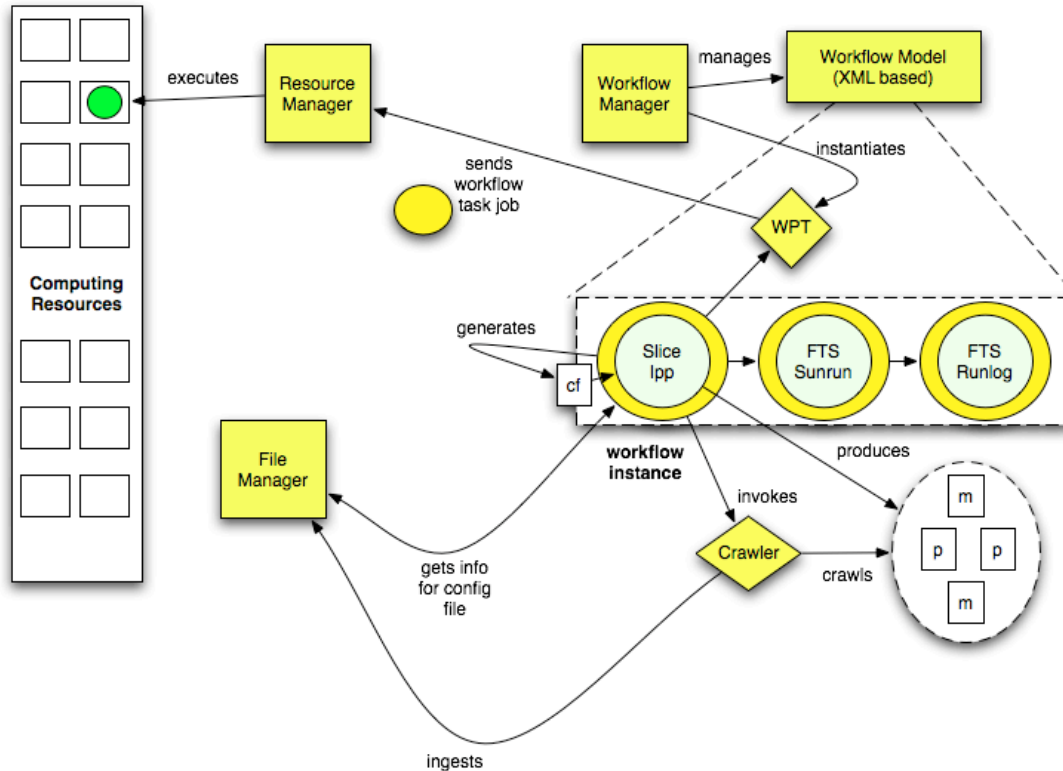 executes
Resource
Manager
Workflow
Manager
manages
Workflow Model
(XML based)
instantiates
sends
workflow
task job
WPT
Computing
Resources
generates
cf
Slice
Ipp
FTS
Sunrun
FTS
Runlog
workflow
instance
produces
File
Manager
invokes
m
p
p
m
Crawler
crawls
gets info
for config
file
ingests